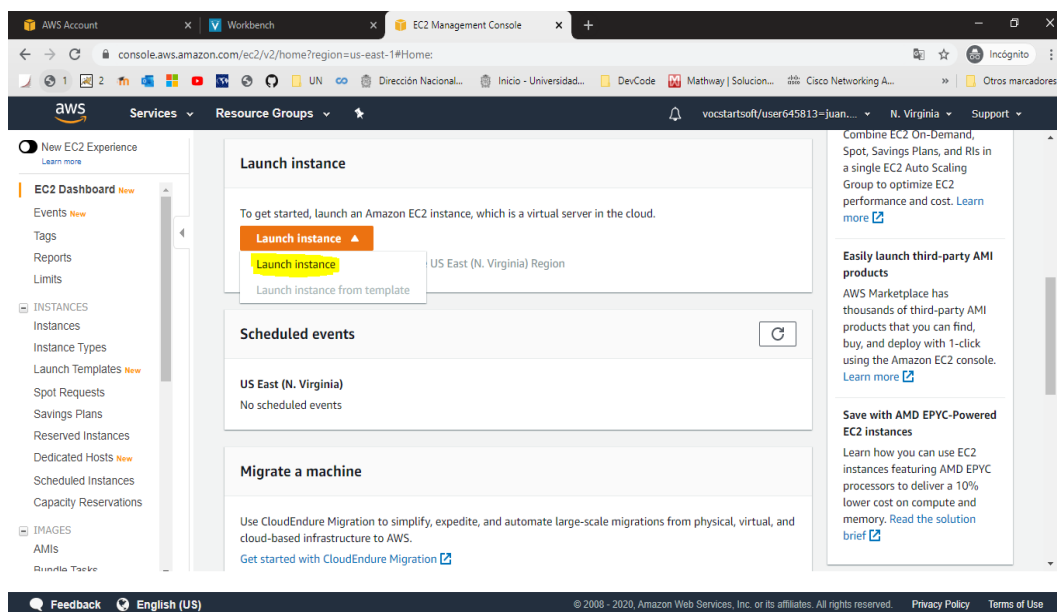 AWS Account
Workbench
EC2 Management Console
console.aws.amazon.com/ec2/v2/home?region=us-east-1#Home:
Incógnito
1
2
UN
Dirección Nacional...
Inicio - Universidad...
DevCode
Mathway | Solucion...
Cisco Networking A...
»
Otros marcadores
aws
Services
Resource Groups
vocstartsoft/user645813=juan....
N. Virginia
Support
New EC2 Experience
Learn more
EC2 Dashboard New
Events New
Tags
Reports
Limits
INSTANCES
Instances
Instance Types
Launch Templates New
Spot Requests
Savings Plans
Reserved Instances
Dedicated Hosts New
Scheduled Instances
Capacity Reservations
IMAGES
AMIs
Bundle Tasks
Launch instance
To get started, launch an Amazon EC2 instance, which is a virtual server in the cloud.
Launch instance
Launch instance
US East (N. Virginia) Region
Launch instance from template
Scheduled events
US East (N. Virginia)
No scheduled events
Migrate a machine
Use CloudEndure Migration to simplify, expedite, and automate large-scale migrations from physical, virtual, and
cloud-based infrastructure to AWS.
Get started with CloudEndure Migration
Combine EC2 On-Demand,
Spot, Savings Plans, and RIs in
a single EC2 Auto Scaling
Group to optimize EC2
performance and cost. Learn
more
Easily launch third-party AMI
products
AWS Marketplace has
thousands of third-party AMI
products that you can find,
buy, and deploy with 1-click
using the Amazon EC2 console.
Learn more
Save with AMD EPYC-Powered
EC2 instances
Learn how you can use EC2
instances featuring AMD EPYC
processors to deliver a 10%
lower cost on compute and
memory. Read the solution
brief
Feedback
English (US)
© 2008 - 2020, Amazon Web Services, Inc. or its affiliates. All rights reserved.
Privacy Policy
Terms of Use